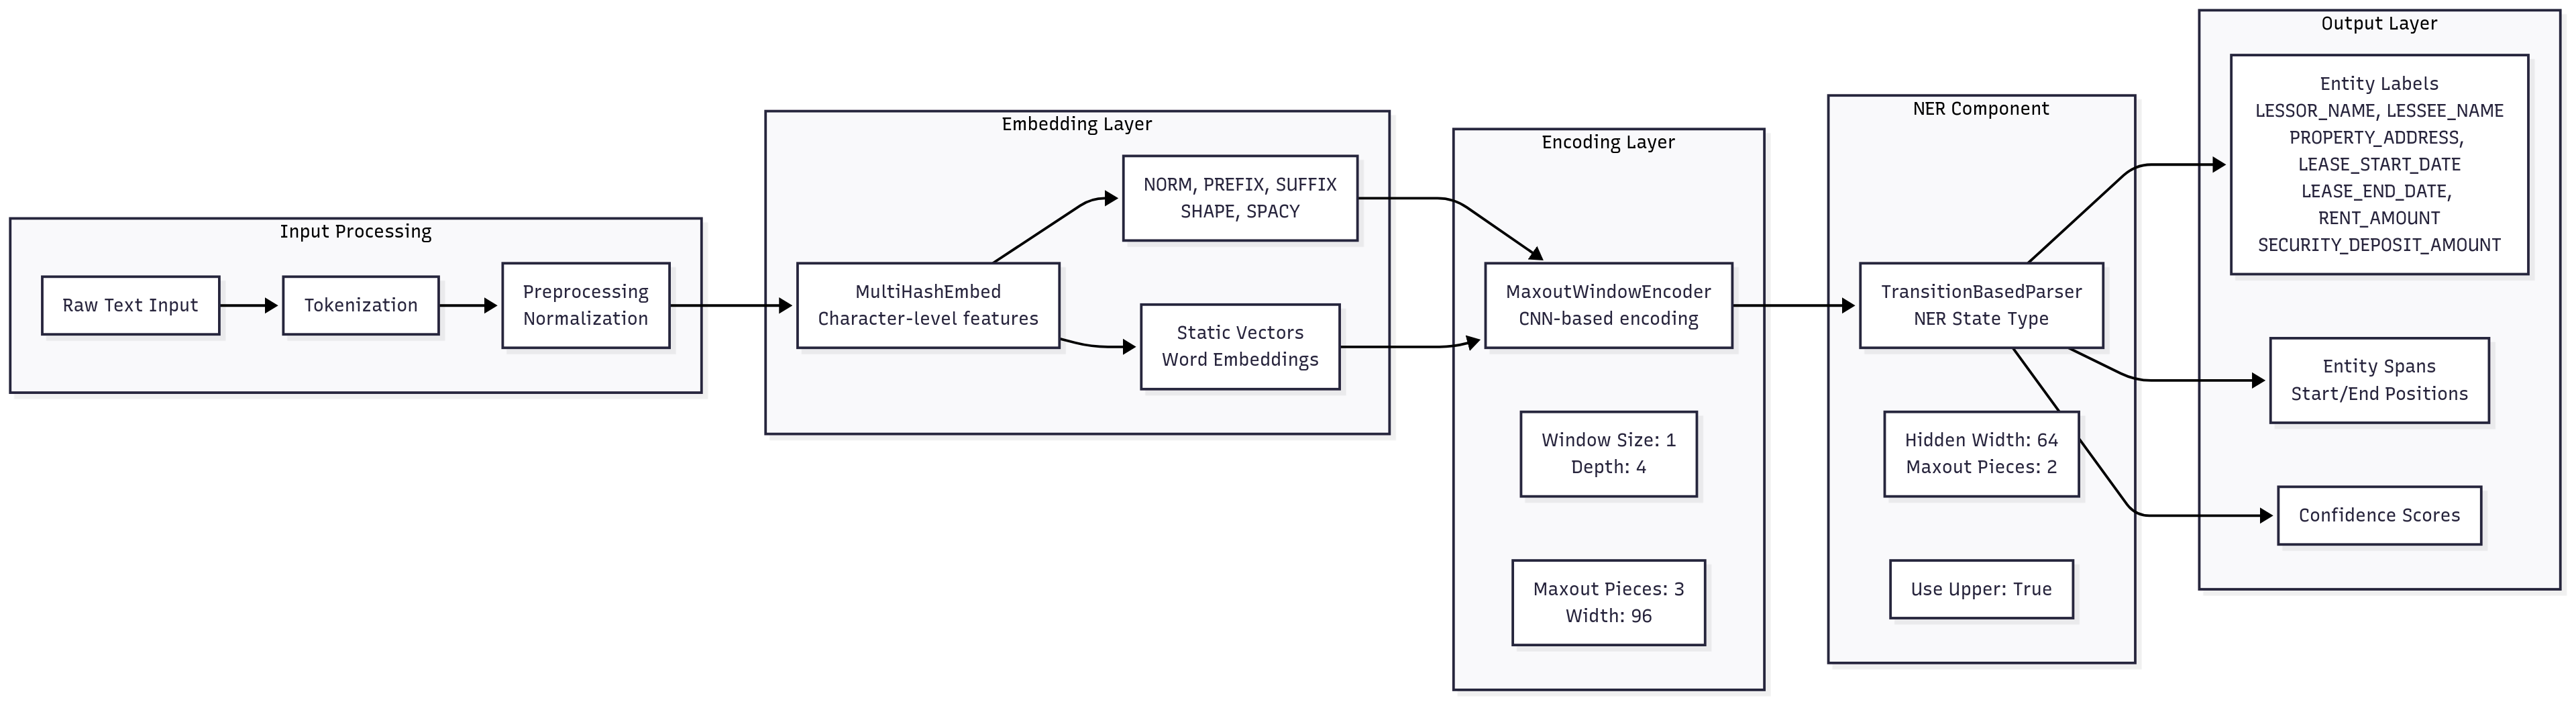 Input Processing
Raw Text Input
Tokenization
Preprocessing
Normalization
Embedding Layer
MultiHashEmbed
Character-level features
NORM, PREFIX, SUFFIX
SHAPE, SPACY
Static Vectors
Word Embeddings
Encoding Layer
MaxoutWindowEncoder
CNN-based encoding
Window Size: 1
Depth: 4
Maxout Pieces: 3
Width: 96
NER Component
TransitionBasedParser
NER State Type
Hidden Width: 64
Maxout Pieces: 2
Use Upper: True
Output Layer
Entity Labels
LESSOR_NAME, LESSEE_NAME
PROPERTY_ADDRESS,
LEASE_START_DATE
LEASE_END_DATE,
RENT_AMOUNT
SECURITY_DEPOSIT_AMOUNT
Entity Spans
Start/End Positions
Confidence Scores